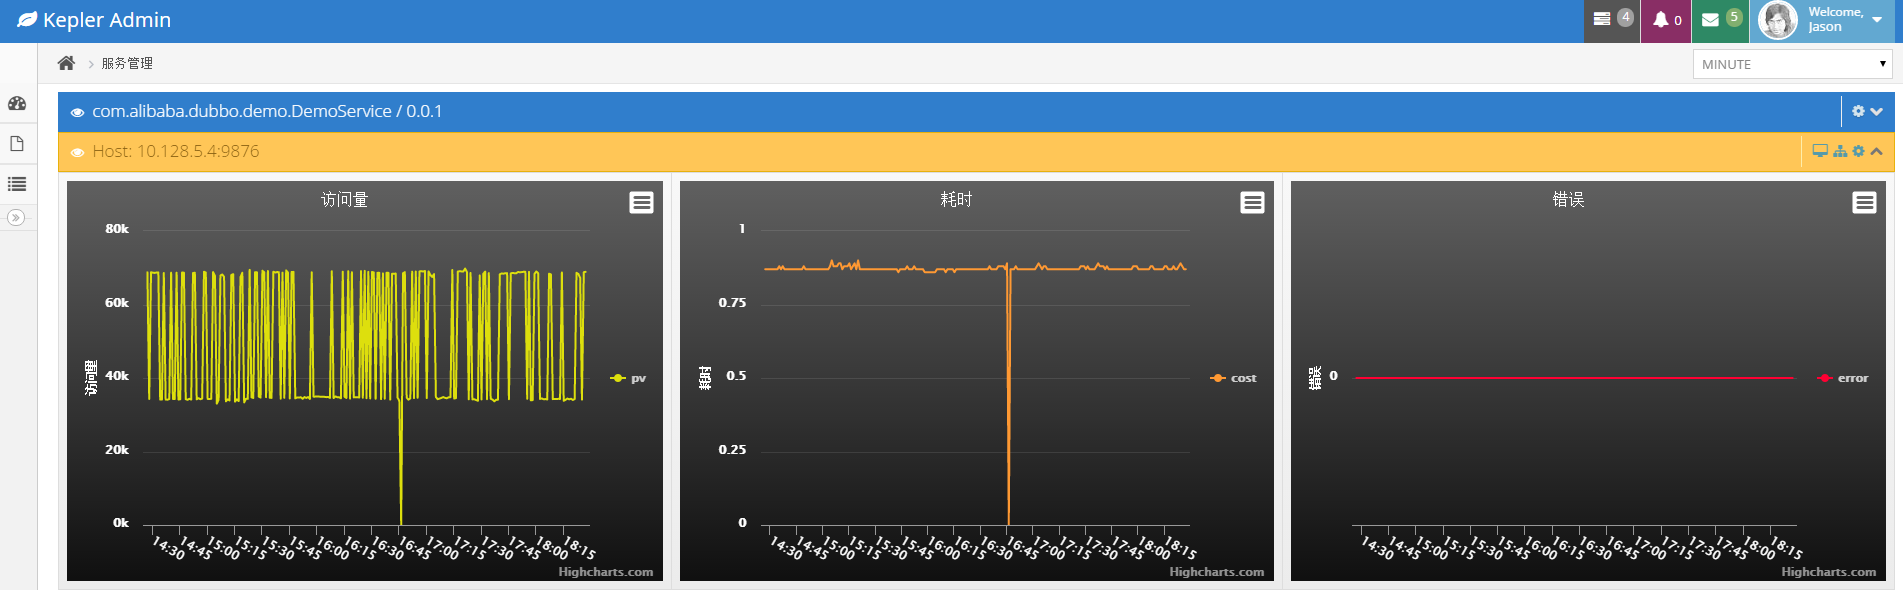 Kepler Admin
4
0
5
Welcome,
Jason
服务管理
MINUTE
com.alibaba.dubbo.demo.DemoService / 0.0.1
Host: 10.128.5.4:9876
访问量
80k
60k
40k
20k
0k
访问量
pv
14:30 14:45 15:00 15:15 15:30 15:45 16:00 16:15 16:30 16:45 17:00 17:15 17:30 17:45 18:00 18:15
Highcharts.com
耗时
1
0.75
0.5
0.25
0
耗时
cost
14:30 14:45 15:00 15:15 15:30 15:45 16:00 16:15 16:30 16:45 17:00 17:15 17:30 17:45 18:00 18:15
Highcharts.com
错误
0
错误
error
14:30 14:45 15:00 15:15 15:30 15:45 16:00 16:15 16:30 16:45 17:00 17:15 17:30 17:45 18:00 18:15
Highcharts.com